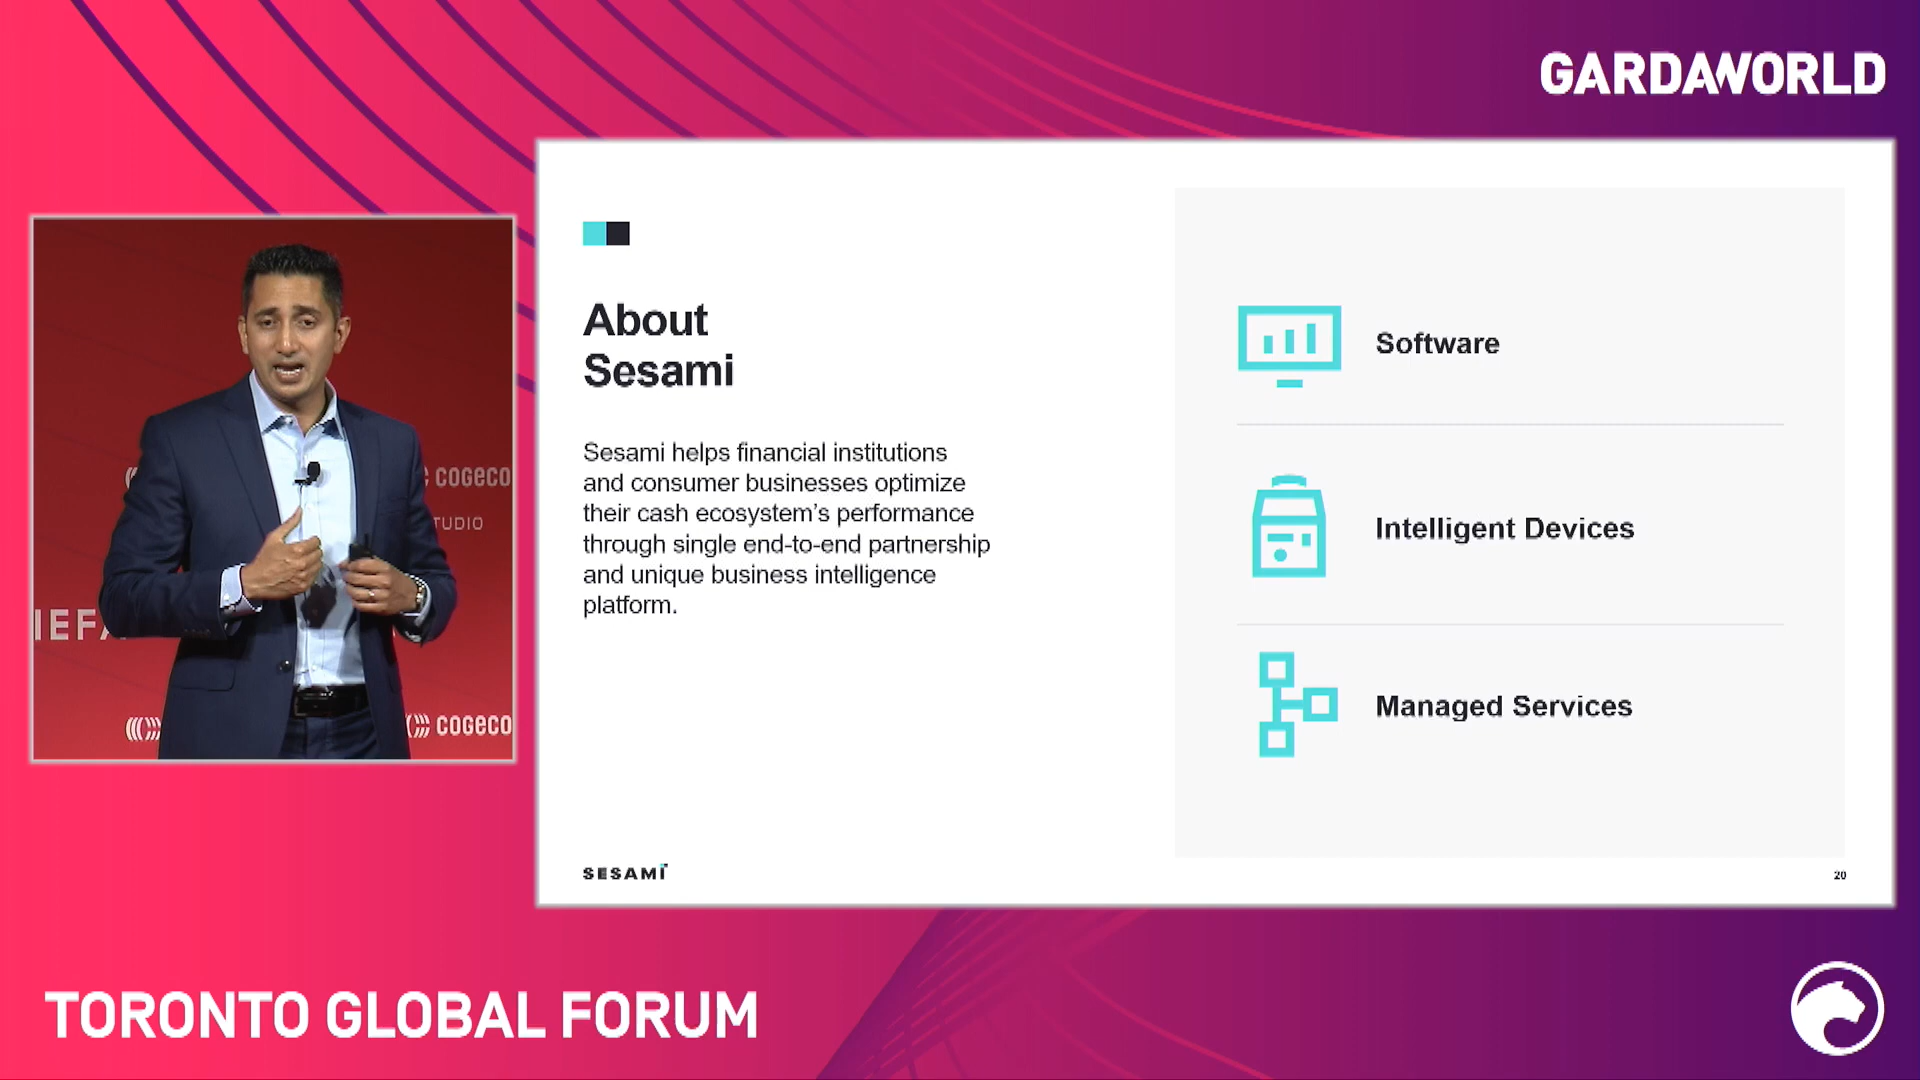 GARDAWORLD
About
Sesami
Sesami helps financial institutions
and consumer businesses optimize
their cash ecosystem's performance
through single end-to-end partnership
and unique business intelligence
platform.
Software
Intelligent Devices
Managed Services
SESAMI
20
COGECO
TUDIO
IEFA
COGECO
TORONTO GLOBAL FORUM